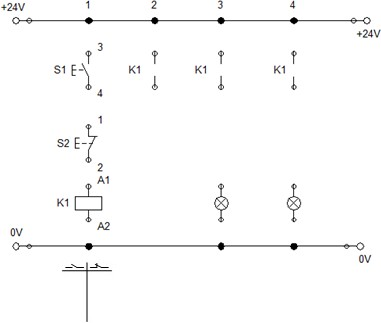 1 2 3 4
+24V
+24V
3
S1 K1 K1 K1
4
1
S2
2
A1
K1
A2
0V
0V